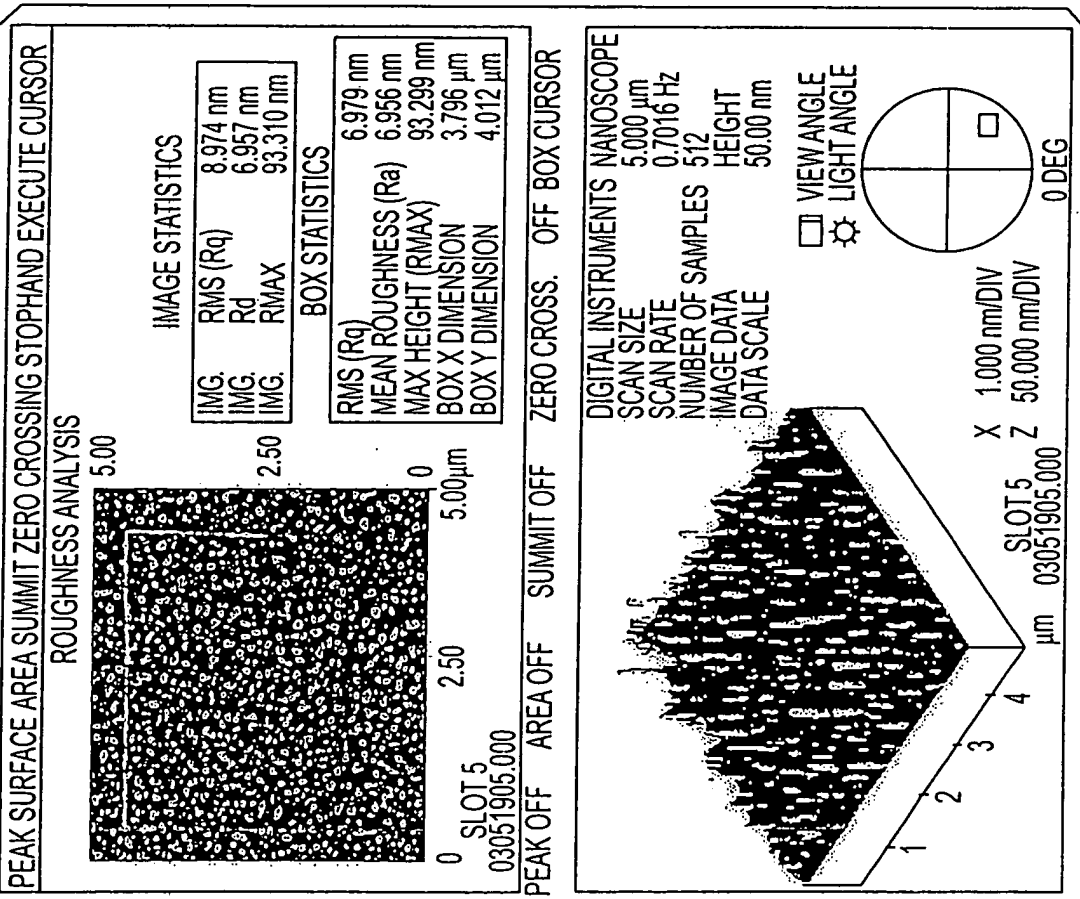 PEAK SURFACE AREA SUMMIT ZERO CROSSING STOPHAND EXECUTE CURSOR
ROUGHNESS ANALYSIS
5.00
2.50
0
0 2.50 5.00µm
SLOT 5
03051905.000
IMAGE STATISTICS
IMG. RMS (Rq) 8.974 nm
IMG. Rd 6.957 nm
IMG. RMAX 93.310 nm
BOX STATISTICS
RMS (Rq) 6.979 nm
MEAN ROUGHNESS (Ra) 6.956 nm
MAX HEIGHT (RMAX) 93.299 nm
BOX X DIMENSION 3.796 µm
BOX Y DIMENSION 4.012 µm
PEAK OFF AREA OFF SUMMIT OFF ZERO CROSS. OFF BOX CURSOR
DIGITAL INSTRUMENTS NANOSCOPE
SCAN SIZE 5.000 µm
SCAN RATE 0.7016 Hz
NUMBER OF SAMPLES 512
IMAGE DATA HEIGHT
DATA SCALE 50.00 nm
VIEW ANGLE
LIGHT ANGLE
0 DEG
1
2
3
4
µm
X 1.000 nm/DIV
Z 50.000 nm/DIV
SLOT 5
03051905.000